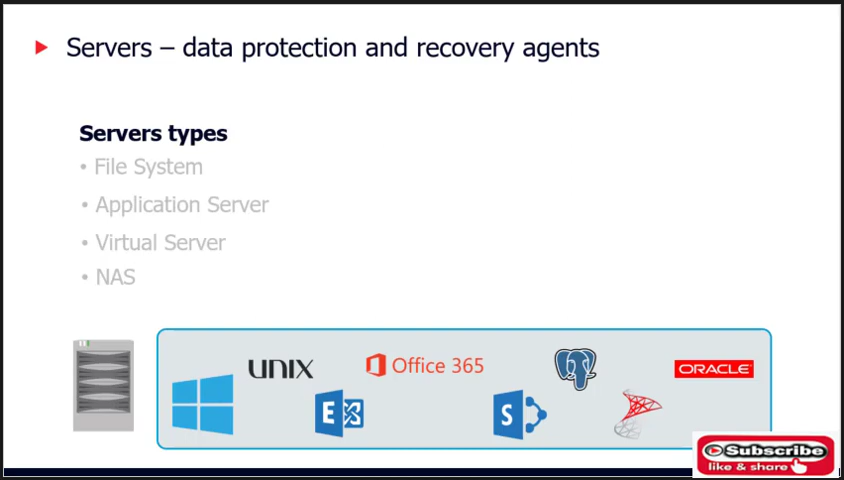 Servers – data protection and recovery agents
Servers types
• File System
• Application Server
• Virtual Server
• NAS
UNIX
Office 365
ORACLE
E
S
Subscribe
like & share